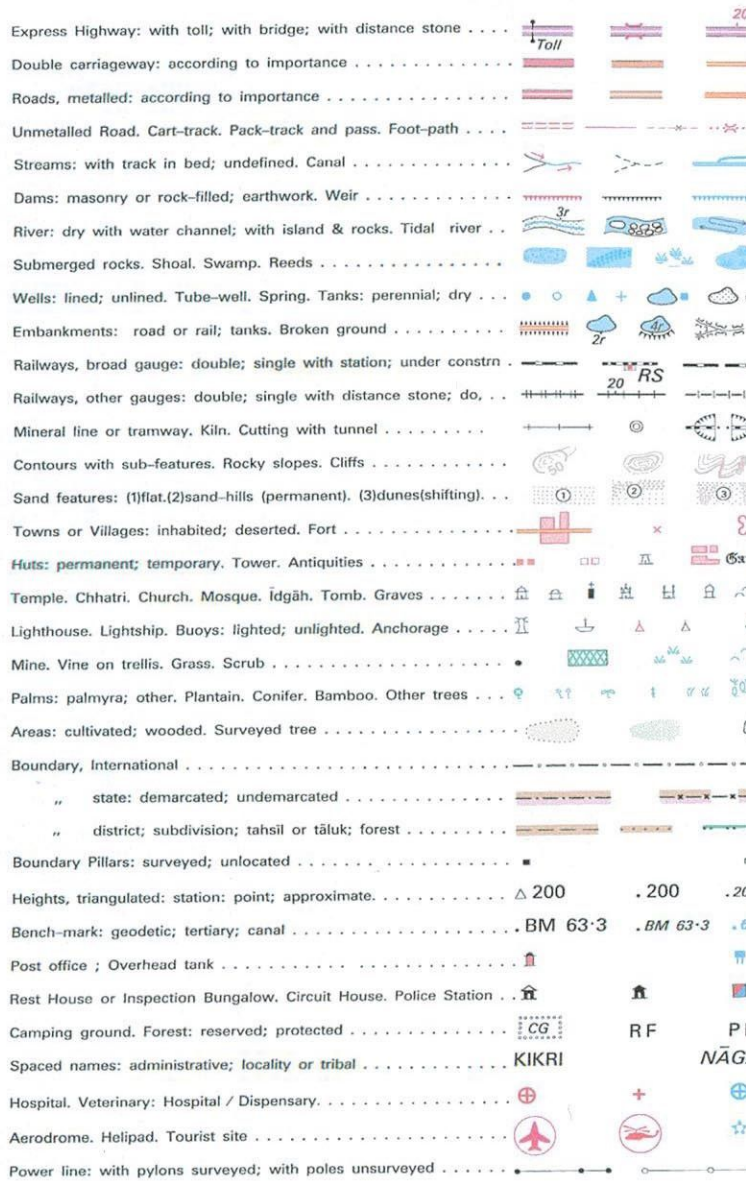 20
Express Highway: with toll; with bridge; with distance stone ....
Toll
Double carriageway: according to importance ..............
Roads, metalled: according to importance ................
Unmetalled Road. Cart–track. Pack–track and pass. Foot–path ....
Streams: with track in bed; undefined. Canal ..............
Dams: masonry or rock–filled; earthwork. Weir .............
3r
River: dry with water channel; with island & rocks. Tidal river ..
Submerged rocks. Shoal. Swamp. Reeds ................
Wells: lined; unlined. Tube–well. Spring. Tanks: perennial; dry ...
Embankments: road or rail; tanks. Broken ground ..........
2r 4r
Railways, broad gauge: double; single with station; under constrn .
20 RS
Railways, other gauges: double; single with distance stone; do, ..
Mineral line or tramway. Kiln. Cutting with tunnel .........
Contours with sub–features. Rocky slopes. Cliffs ............
50
Sand features: (1)flat.(2)sand–hills (permanent). (3)dunes(shifting)...
1 2 3
Towns or Villages: inhabited; deserted. Fort ..............
Huts: permanent; temporary. Tower. Antiquities ............
Temple. Chhatri. Church. Mosque. Īdgāh. Tomb. Graves .......
Lighthouse. Lightship. Buoys: lighted; unlighted. Anchorage .....
Mine. Vine on trellis. Grass. Scrub .....................
Palms: palmyra; other. Plantain. Conifer. Bamboo. Other trees ...
Areas: cultivated; wooded. Surveyed tree ................
Boundary, International ............................
„ state: demarcated; undemarcated ..............
„ district; subdivision; tahsīl or tāluk; forest .........
Boundary Pillars: surveyed; unlocated ..................
Heights, triangulated: station: point; approximate. ...........
200 .200
Bench–mark: geodetic; tertiary; canal ..................
.BM 63·3 .BM 63·3
Post office ; Overhead tank .........................
Rest House or Inspection Bungalow. Circuit House. Police Station ..
Camping ground. Forest: reserved; protected .............
CG RF
Spaced names: administrative; locality or tribal ............
KIKRI NĀG
Hospital. Veterinary: Hospital / Dispensary. ................
Aerodrome. Helipad. Tourist site ......................
Power line: with pylons surveyed; with poles unsurveyed ......